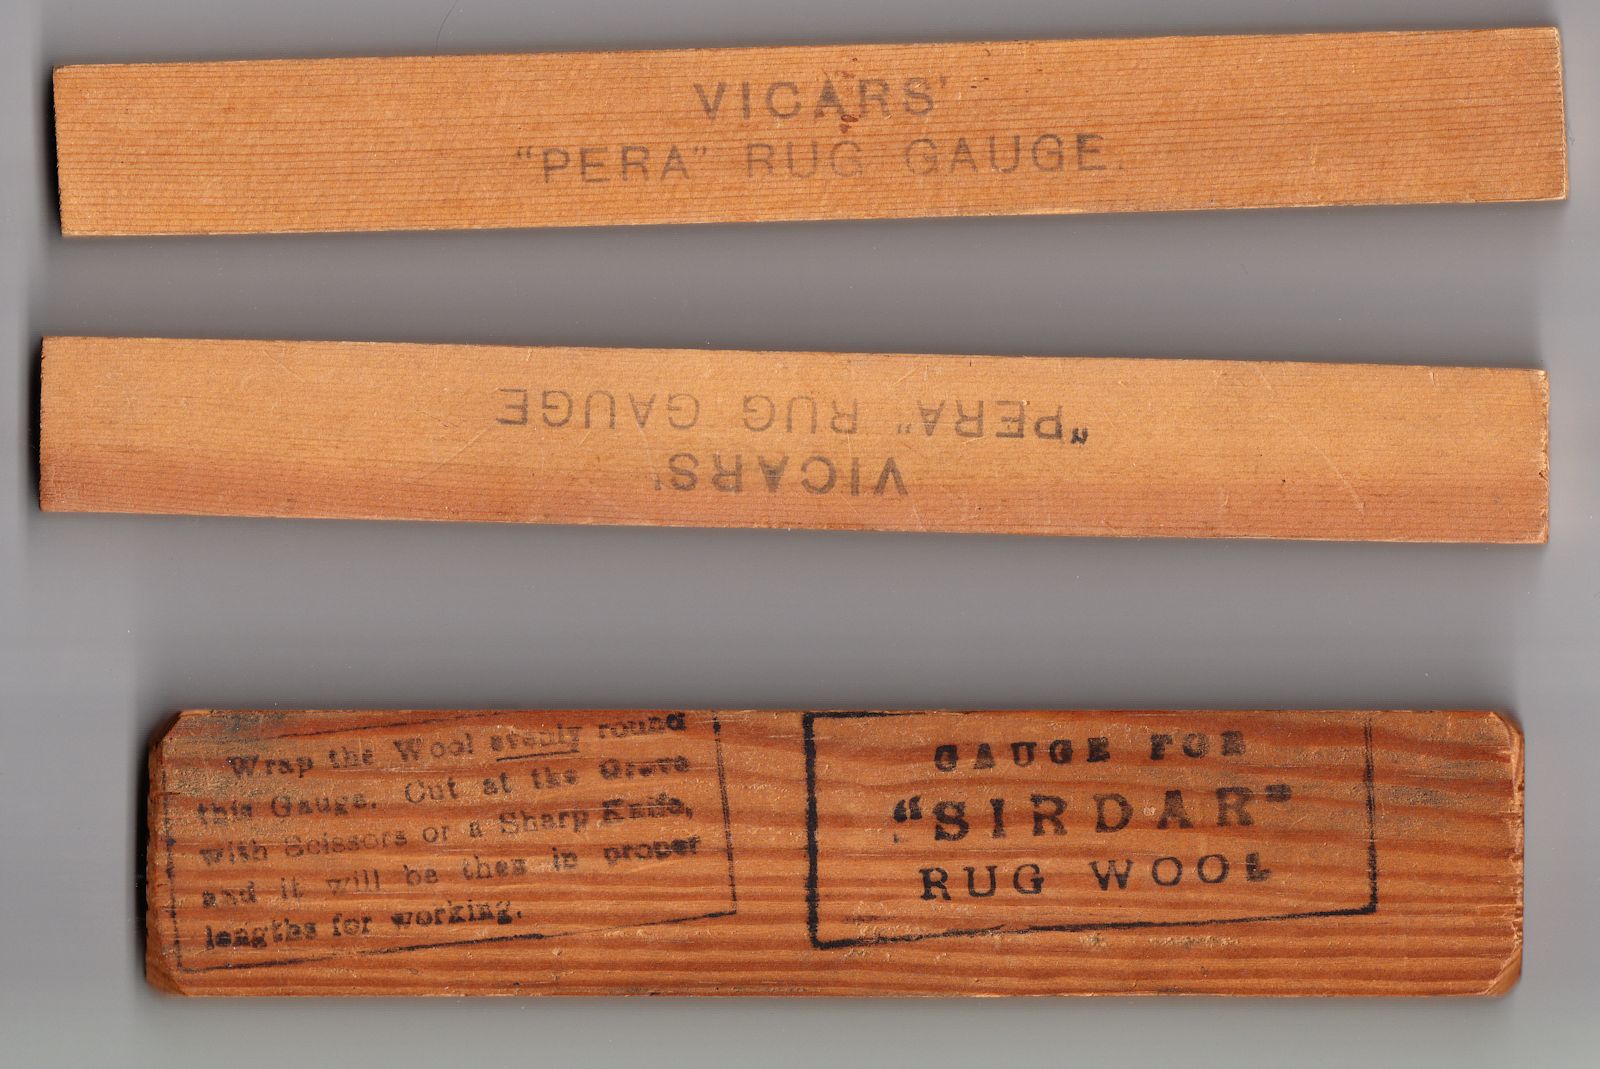 VICARS'
"PERA" RUG GAUGE.
"PERA" RUG GAUGE
VICARS'
Wrap the Wool evenly round
this Gauge. Cut at the Grove
with Scissors or a Sharp Knife,
and it will be then in proper
lengths for working.
GAUGE FOR
"SIRDAR"
RUG WOOL